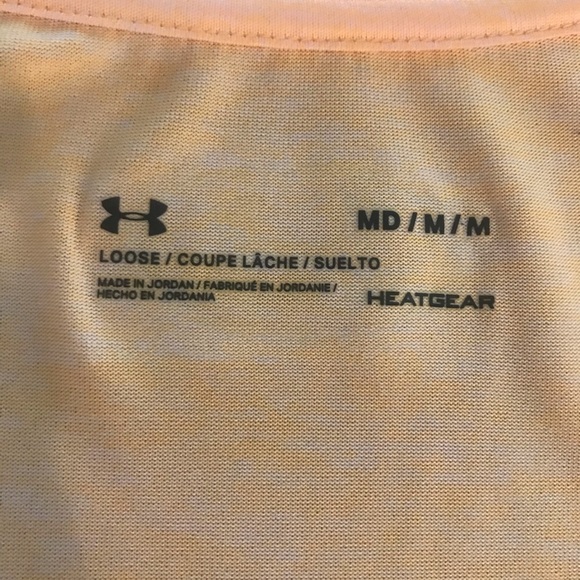 MD / M / M
LOOSE / COUPE LÂCHE / SUELTO
MADE IN JORDAN / FABRIQUÉ EN JORDANIE /
HECHO EN JORDANIA
HEATGEAR